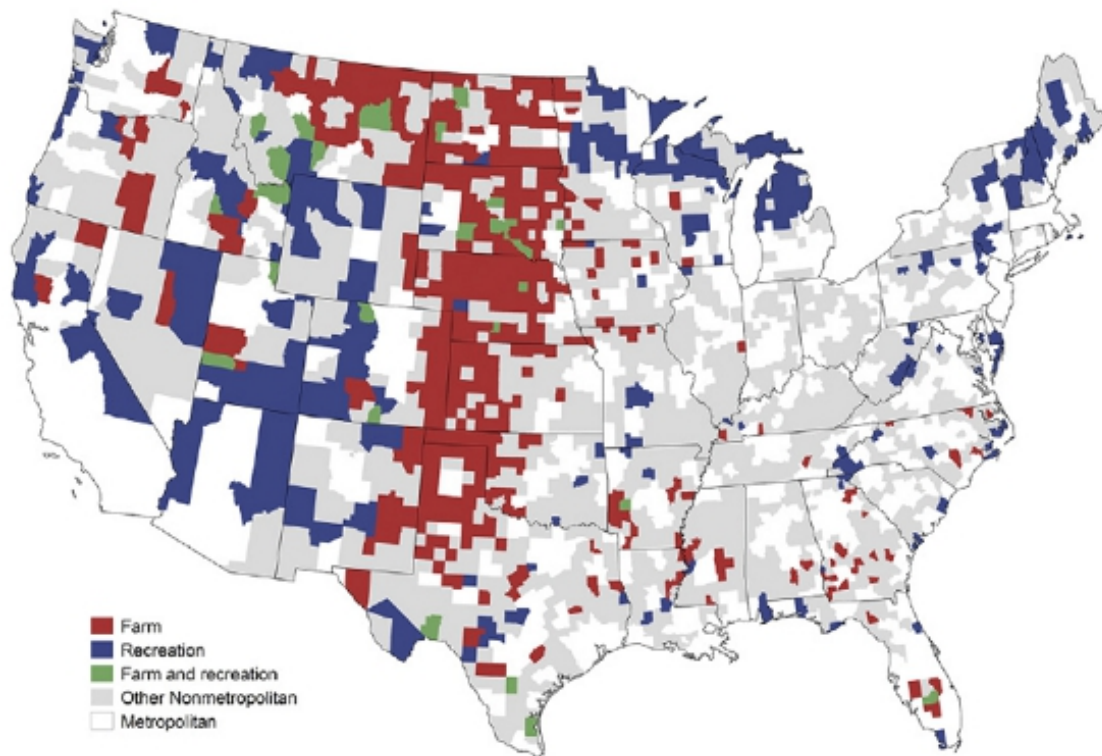 Farm
Recreation
Farm and recreation
Other Nonmetropolitan
Metropolitan